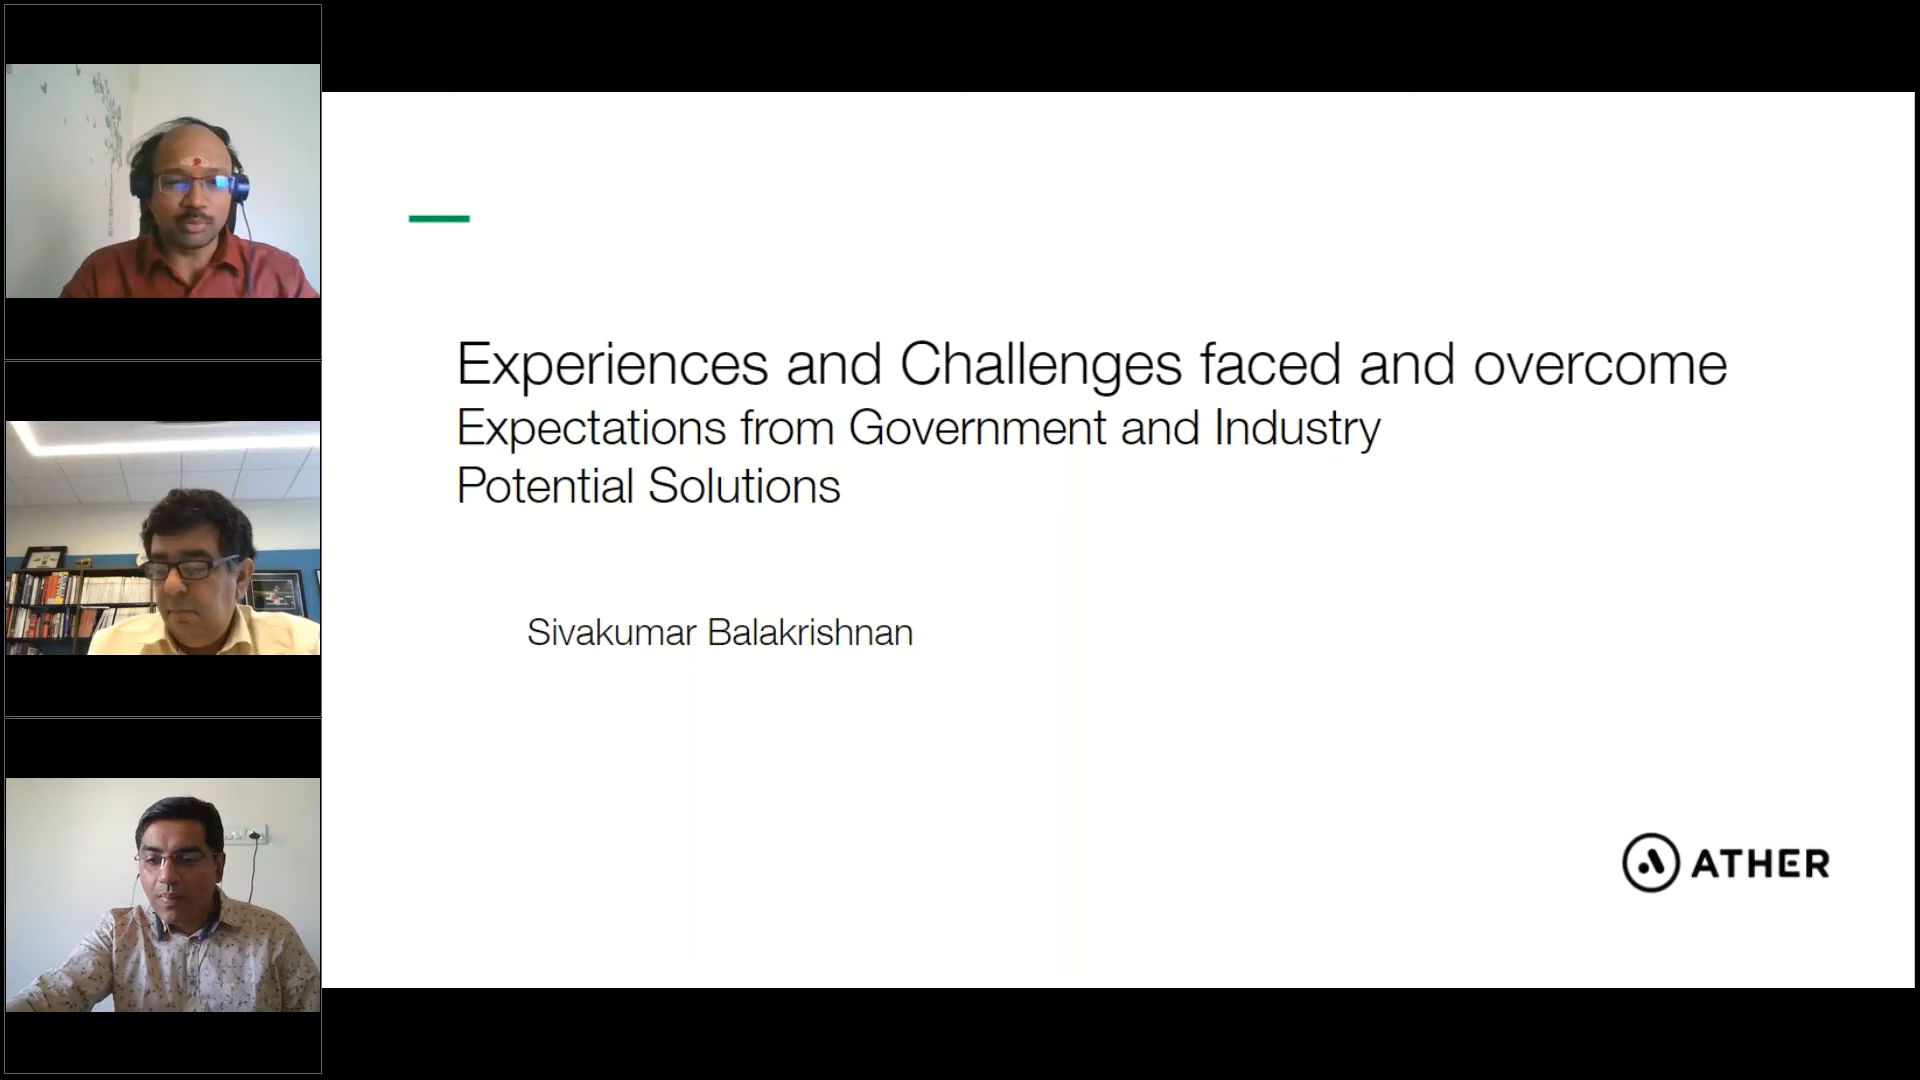 Experiences and Challenges faced and overcome
Expectations from Government and Industry
Potential Solutions
Sivakumar Balakrishnan
ATHER